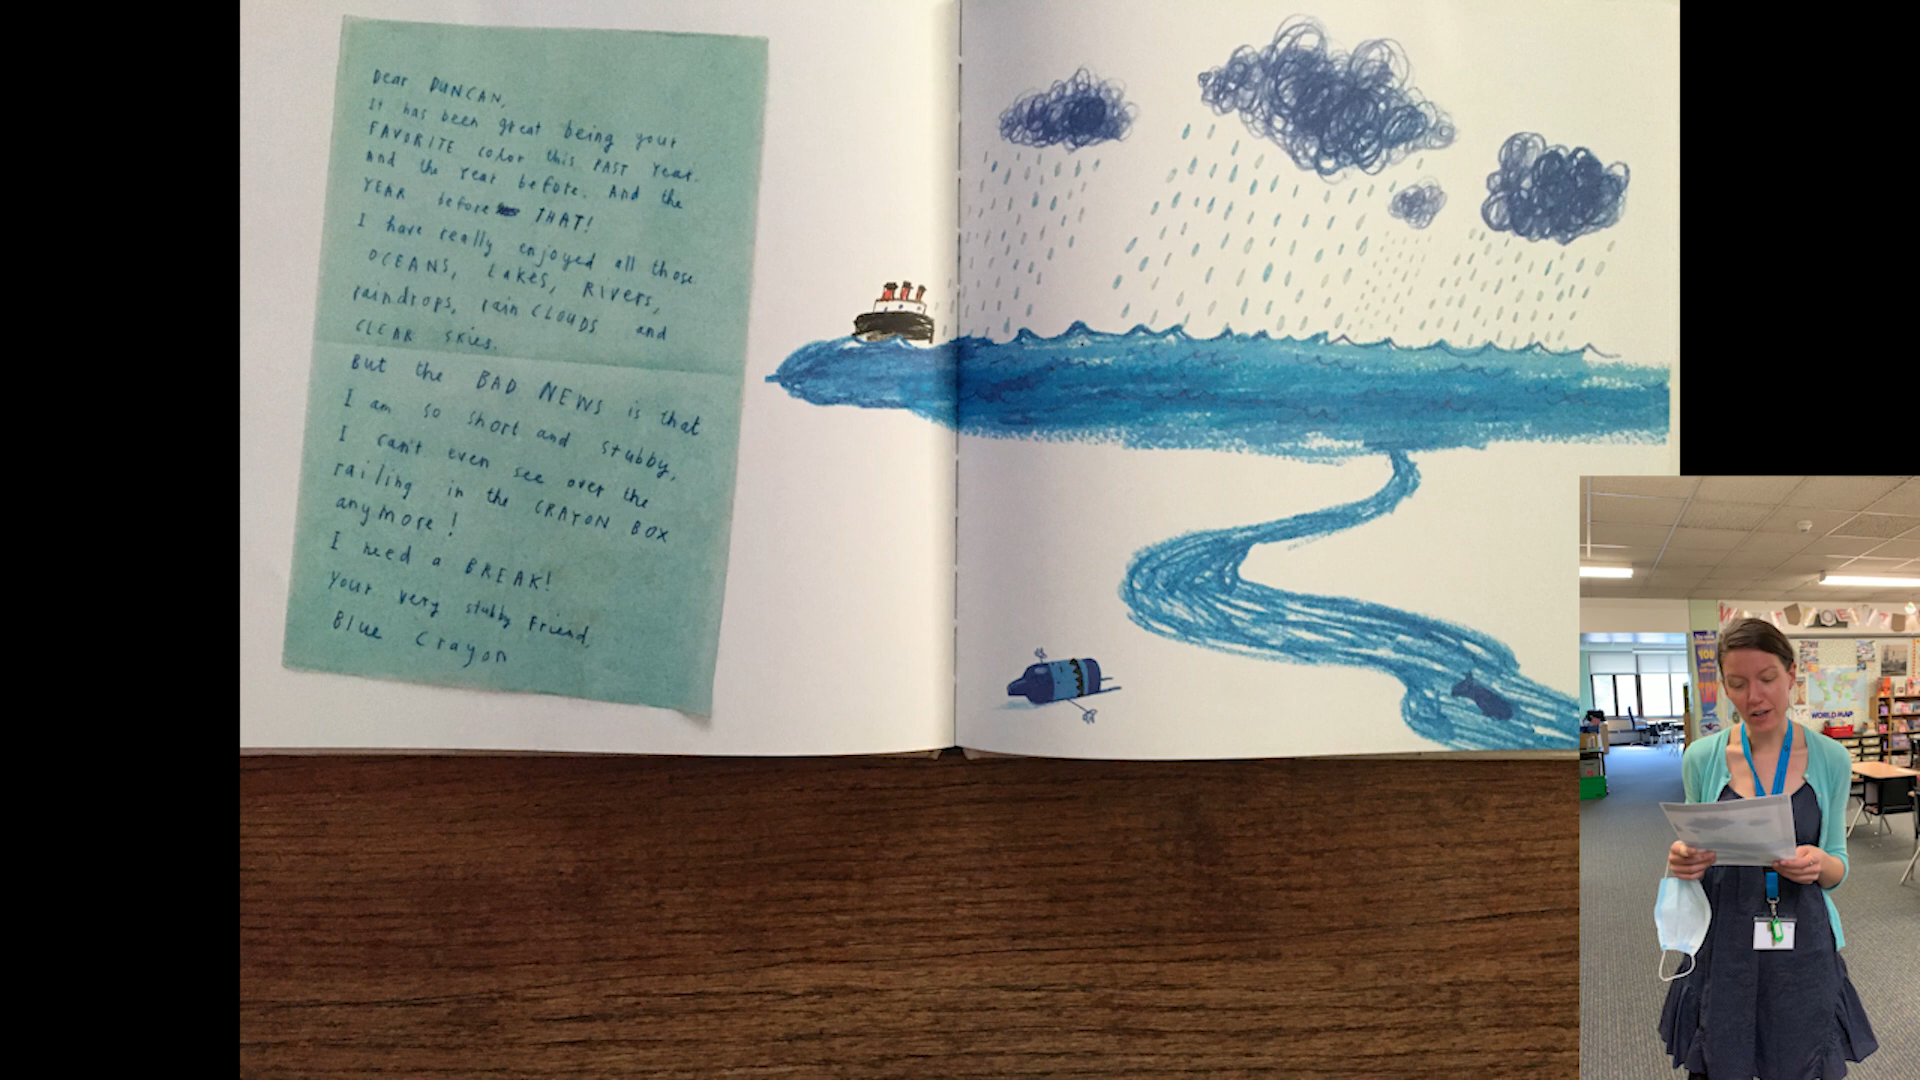 Dear DUNCAN,
It has been great being your
FAVORITE color this PAST year.
And the year before. And the
YEAR before THAT!
I have really enjoyed all those
OCEANS, LAKES, RIVERS,
raindrops, rain CLOUDS and
CLEAR skies.
But the BAD NEWS is that
I am so short and stubby,
I can't even see over the
railing in the CRAYON BOX
anymore!
I need a BREAK!
Your very stubby friend,
Blue Crayon
WORLD MAP
YOU